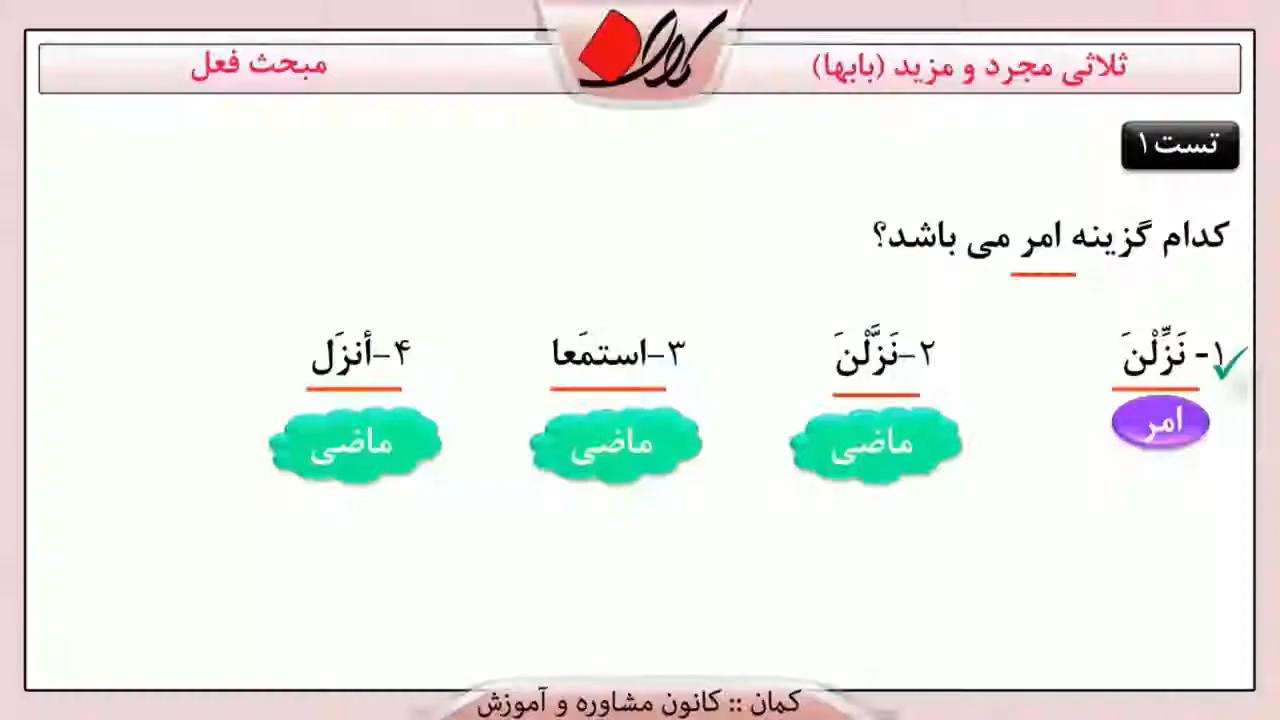 ثلاثی مجرد و مزید (بابها)
مبحث فعل
تست ۱
کدام گزینه امر می باشد؟
۱- نَزِّلْنَ
۲-نَزَّلْنَ
۳-استمَعا
۴-أنزَل
امر
ماضی
ماضی
ماضی
کمان :: کانون مشاوره و آموزش